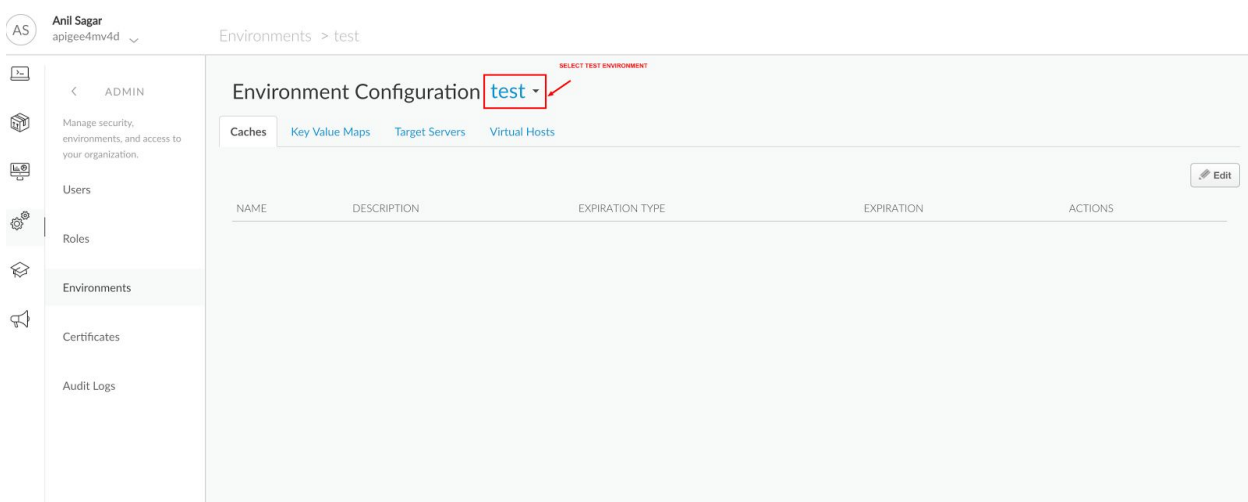 AS
Anil Sagar
apigee4mv4d
Environments > test
SELECT TEST ENVIRONMENT
< ADMIN
Manage security,
environments, and access to
your organization.
Users
Roles
Environments
Certificates
Audit Logs
Environment Configuration test
Caches Key Value Maps Target Servers Virtual Hosts
Edit
NAME DESCRIPTION EXPIRATION TYPE EXPIRATION ACTIONS